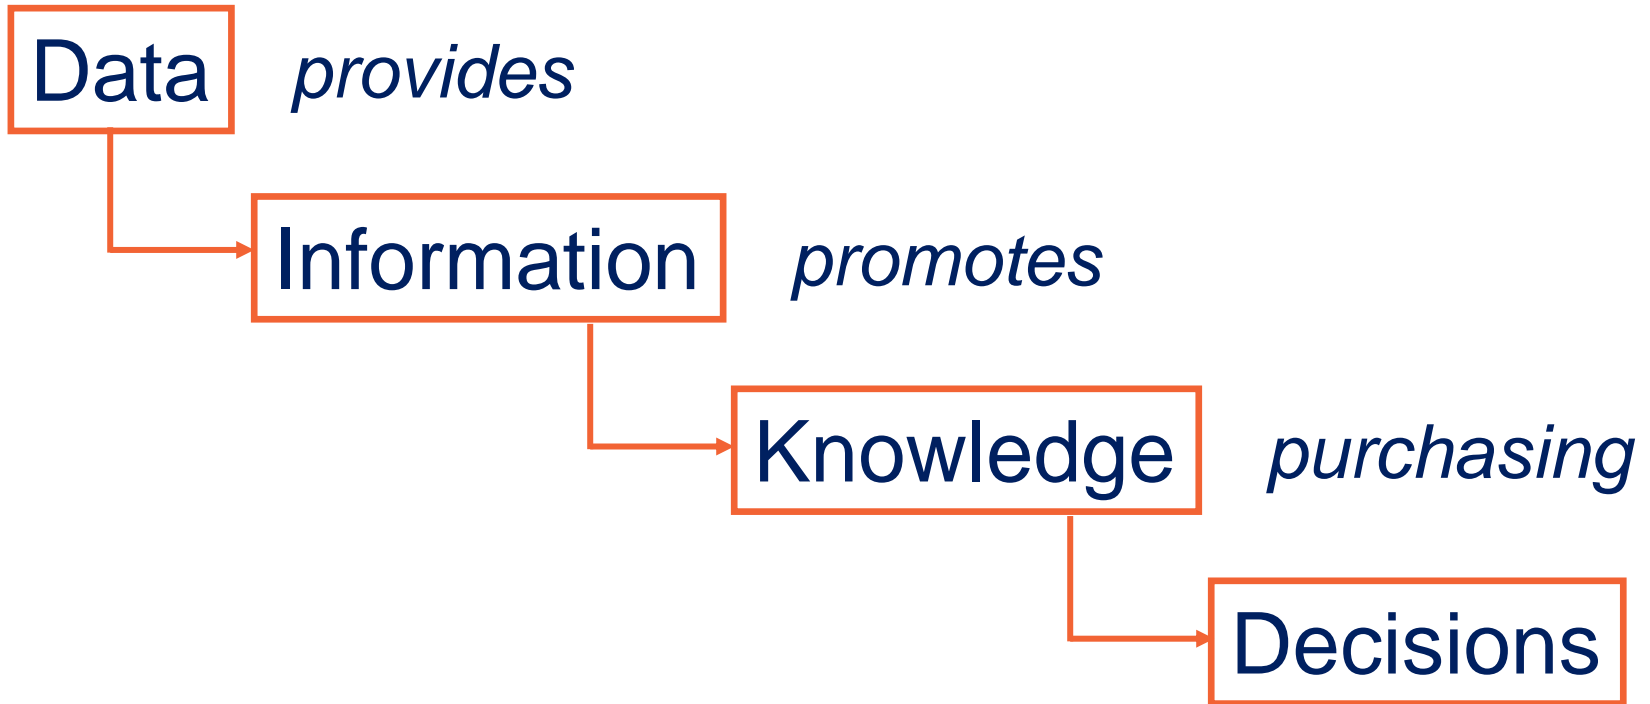 Data provides
Information promotes
Knowledge purchasing
Decisions